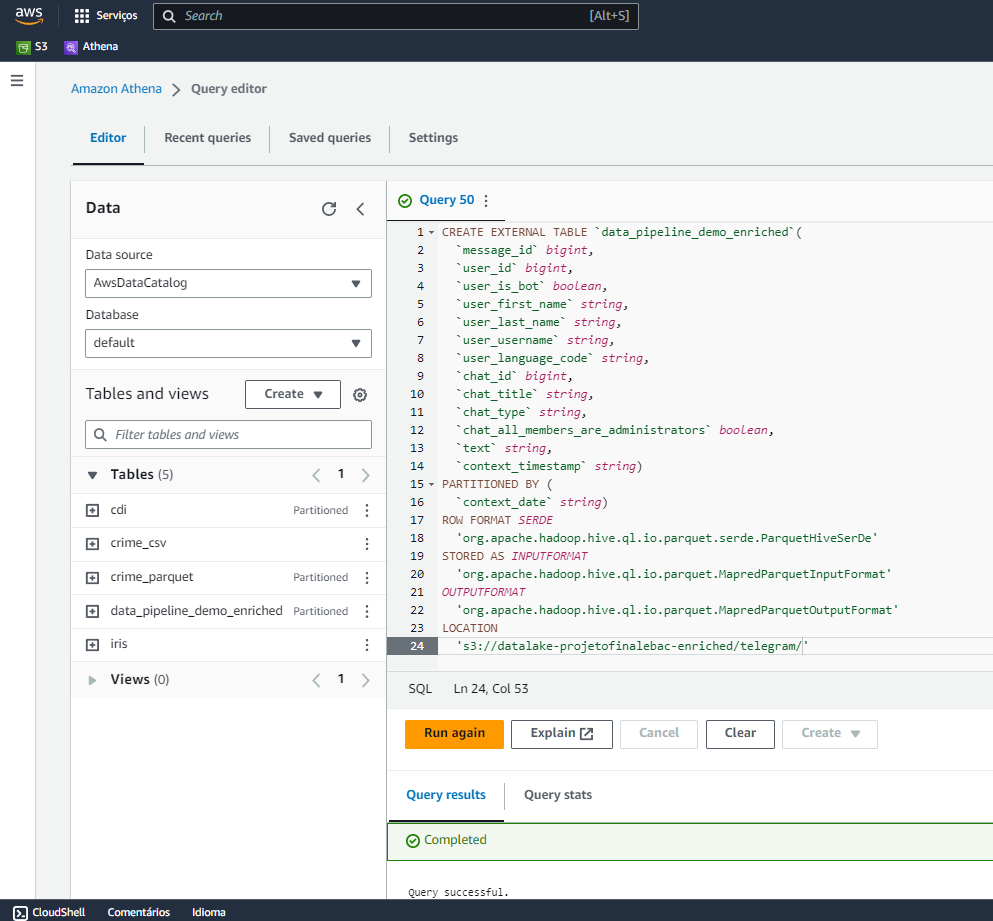 aws
Serviços
Search
[Alt+S]
S3
Athena
Amazon Athena
Query editor
Editor
Recent queries
Saved queries
Settings
Data
Data source
AwsDataCatalog
Database
default
Tables and views
Create
Filter tables and views
Tables (5)
1
cdi
Partitioned
crime_csv
crime_parquet
Partitioned
data_pipeline_demo_enriched
Partitioned
iris
Views (0)
1
Query 50
1 CREATE EXTERNAL TABLE `data_pipeline_demo_enriched`(
2 `message_id` bigint,
3 `user_id` bigint,
4 `user_is_bot` boolean,
5 `user_first_name` string,
6 `user_last_name` string,
7 `user_username` string,
8 `user_language_code` string,
9 `chat_id` bigint,
10 `chat_title` string,
11 `chat_type` string,
12 `chat_all_members_are_administrators` boolean,
13 `text` string,
14 `context_timestamp` string)
15 PARTITIONED BY (
16 `context_date` string)
17 ROW FORMAT SERDE
18 'org.apache.hadoop.hive.ql.io.parquet.serde.ParquetHiveSerDe'
19 STORED AS INPUTFORMAT
20 'org.apache.hadoop.hive.ql.io.parquet.MapredParquetInputFormat'
21 OUTPUTFORMAT
22 'org.apache.hadoop.hive.ql.io.parquet.MapredParquetOutputFormat'
23 LOCATION
24 's3://datalake-projetofinalebac-enriched/telegram/'
SQL
Ln 24, Col 53
Run again
Explain
Cancel
Clear
Create
Query results
Query stats
Completed
Query successful.
CloudShell
Comentários
Idioma